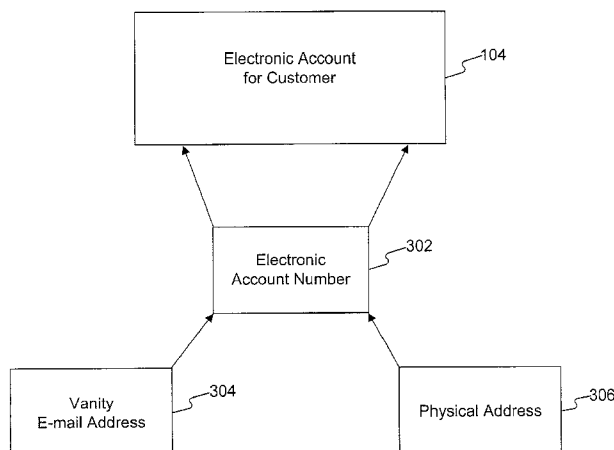 Electronic Account
for Customer
104
Electronic
Account Number
302
Vanity
E-mail Address
304
Physical Address
306